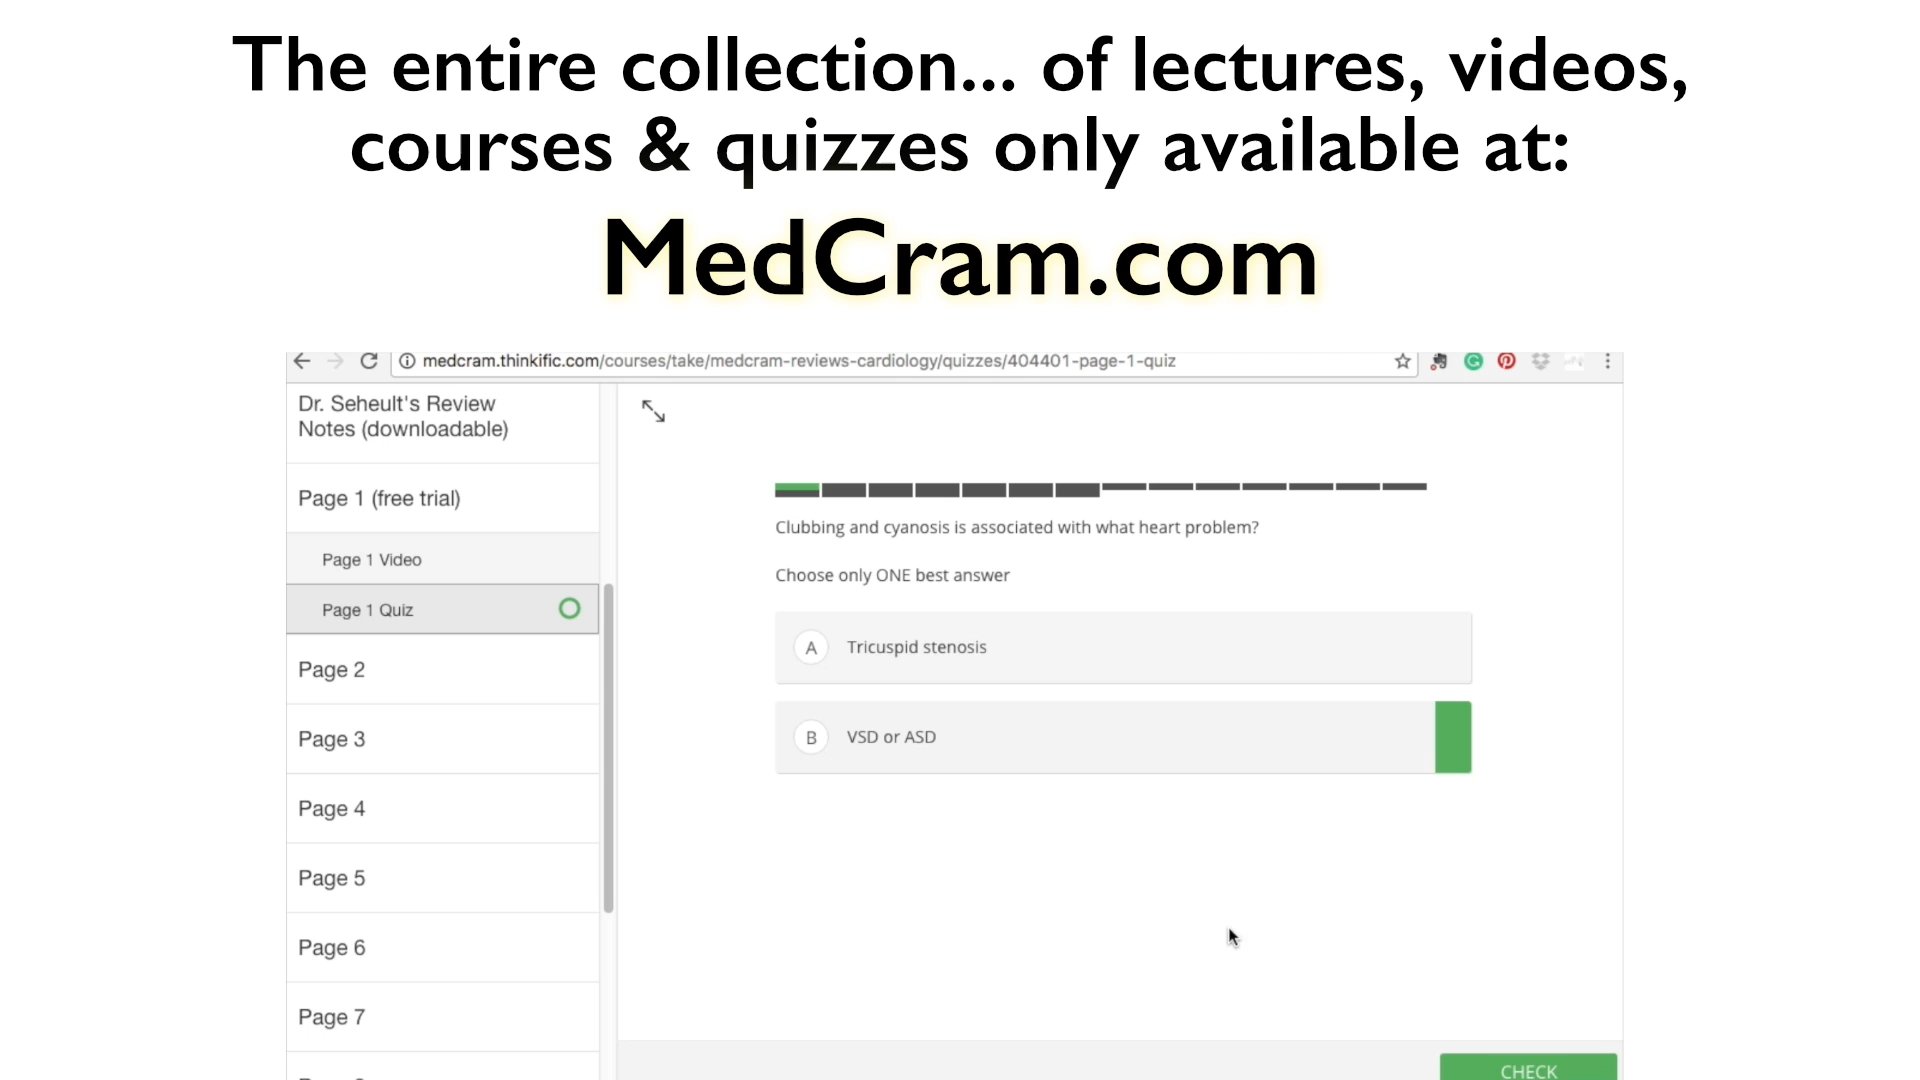 The entire collection... of lectures, videos,
courses & quizzes only available at:
MedCram.com
medcram.thinkific.com/courses/take/medcram-reviews-cardiology/quizzes/404401-page-1-quiz
Dr. Seheult's Review
Notes (downloadable)
Page 1 (free trial)
Page 1 Video
Page 1 Quiz
Page 2
Page 3
Page 4
Page 5
Page 6
Page 7
Clubbing and cyanosis is associated with what heart problem?
Choose only ONE best answer
A Tricuspid stenosis
B VSD or ASD
CHECK